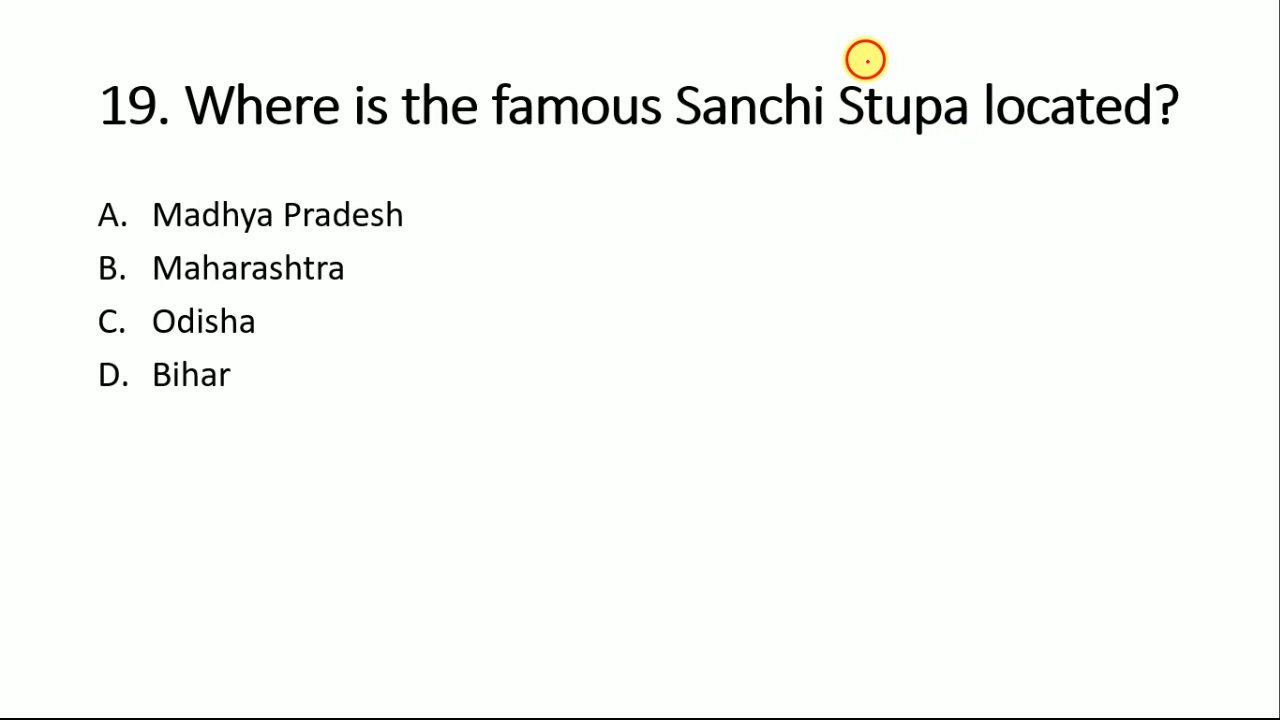 19. Where is the famous Sanchi Stupa located?
A. Madhya Pradesh
B. Maharashtra
C. Odisha
D. Bihar